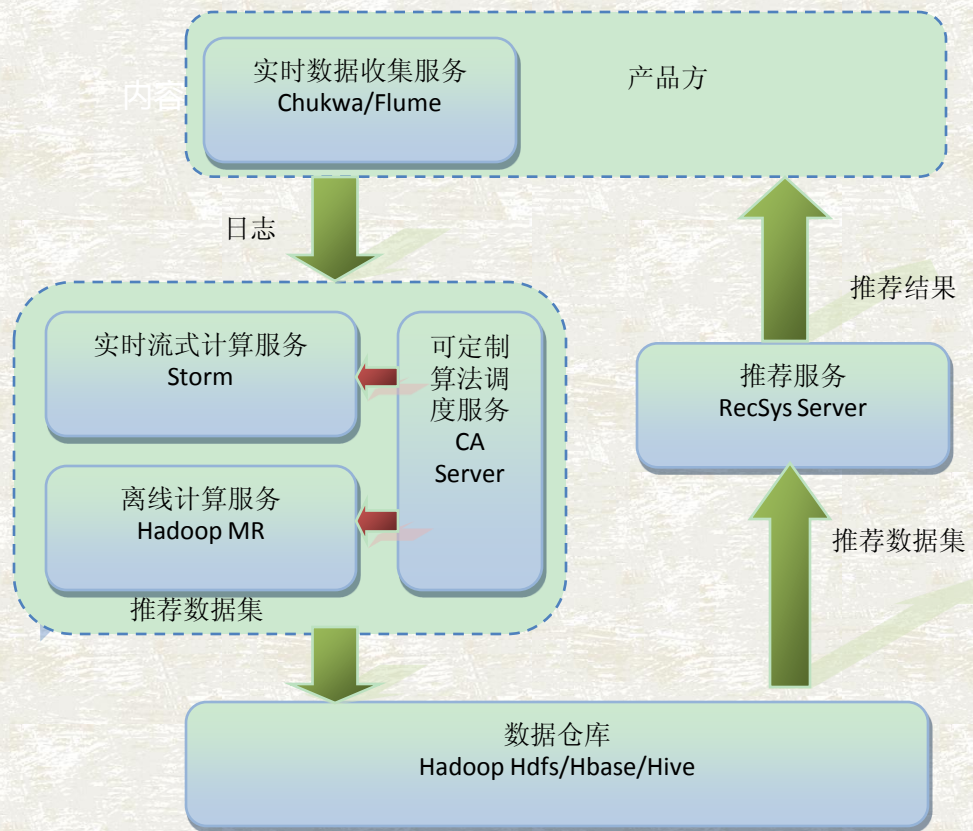 实时数据收集服务
Chukwa/Flume
产品方
内容
日志
推荐结果
实时流式计算服务
Storm
可定制
算法调
度服务
CA
Server
推荐服务
RecSys Server
离线计算服务
Hadoop MR
推荐数据集
推荐数据集
数据仓库
Hadoop Hdfs/Hbase/Hive